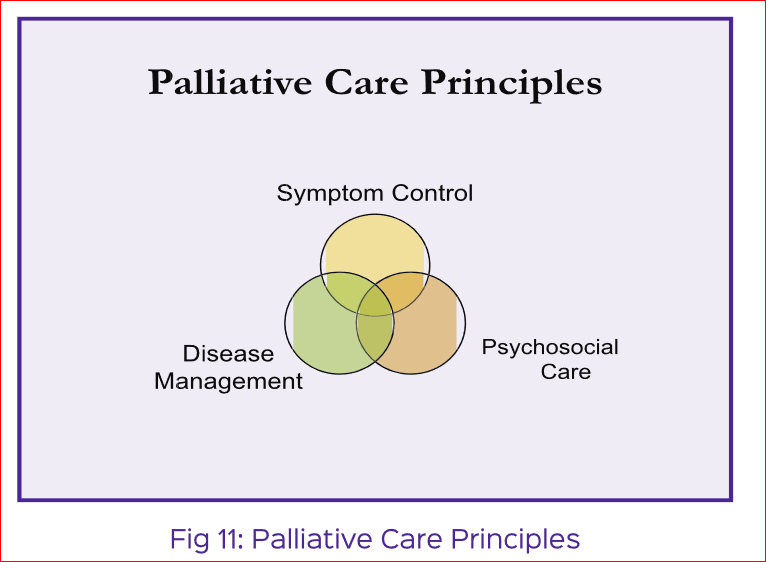 Palliative Care Principles
Symptom Control
Disease
Management
Psychosocial
Care
Fig 11: Palliative Care Principles